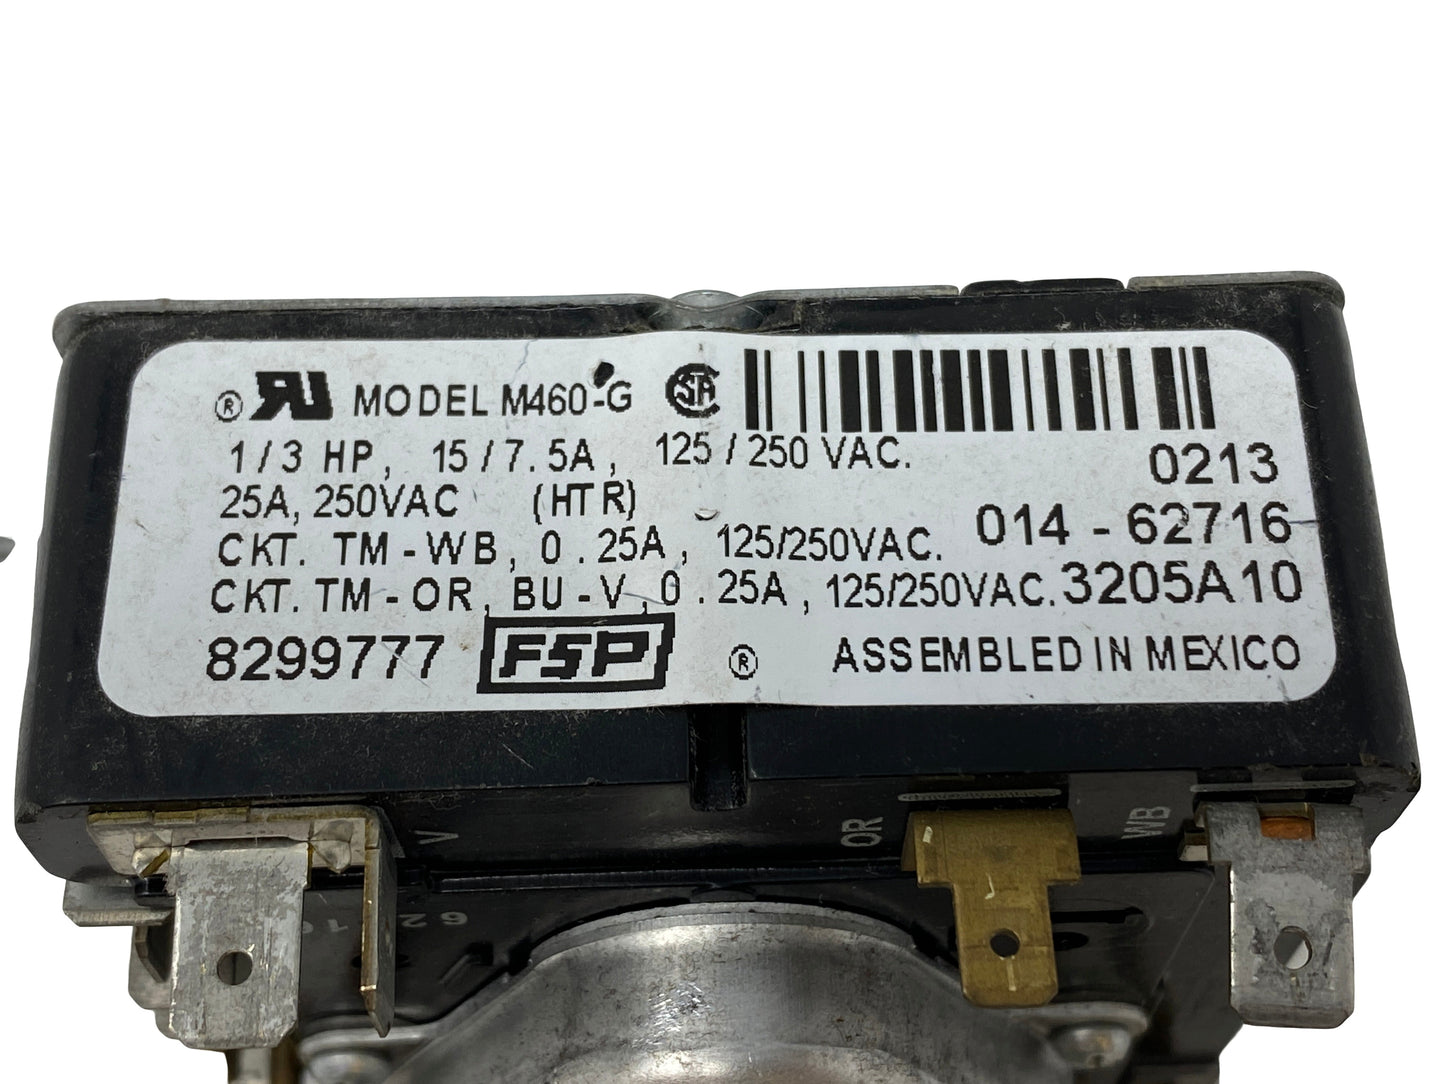 ® RU MODEL M460-G CSA
1/3 HP, 15/7.5A, 125/250 VAC. 0213
25A, 250VAC (HTR)
014-62716
CKT. TM-WB, 0.25A, 125/250VAC.
CKT. TM-OR, BU-V, 0.25A, 125/250VAC. 3205A10
8299777 FSP ® ASSEMBLED IN MEXICO
V
OR
WB